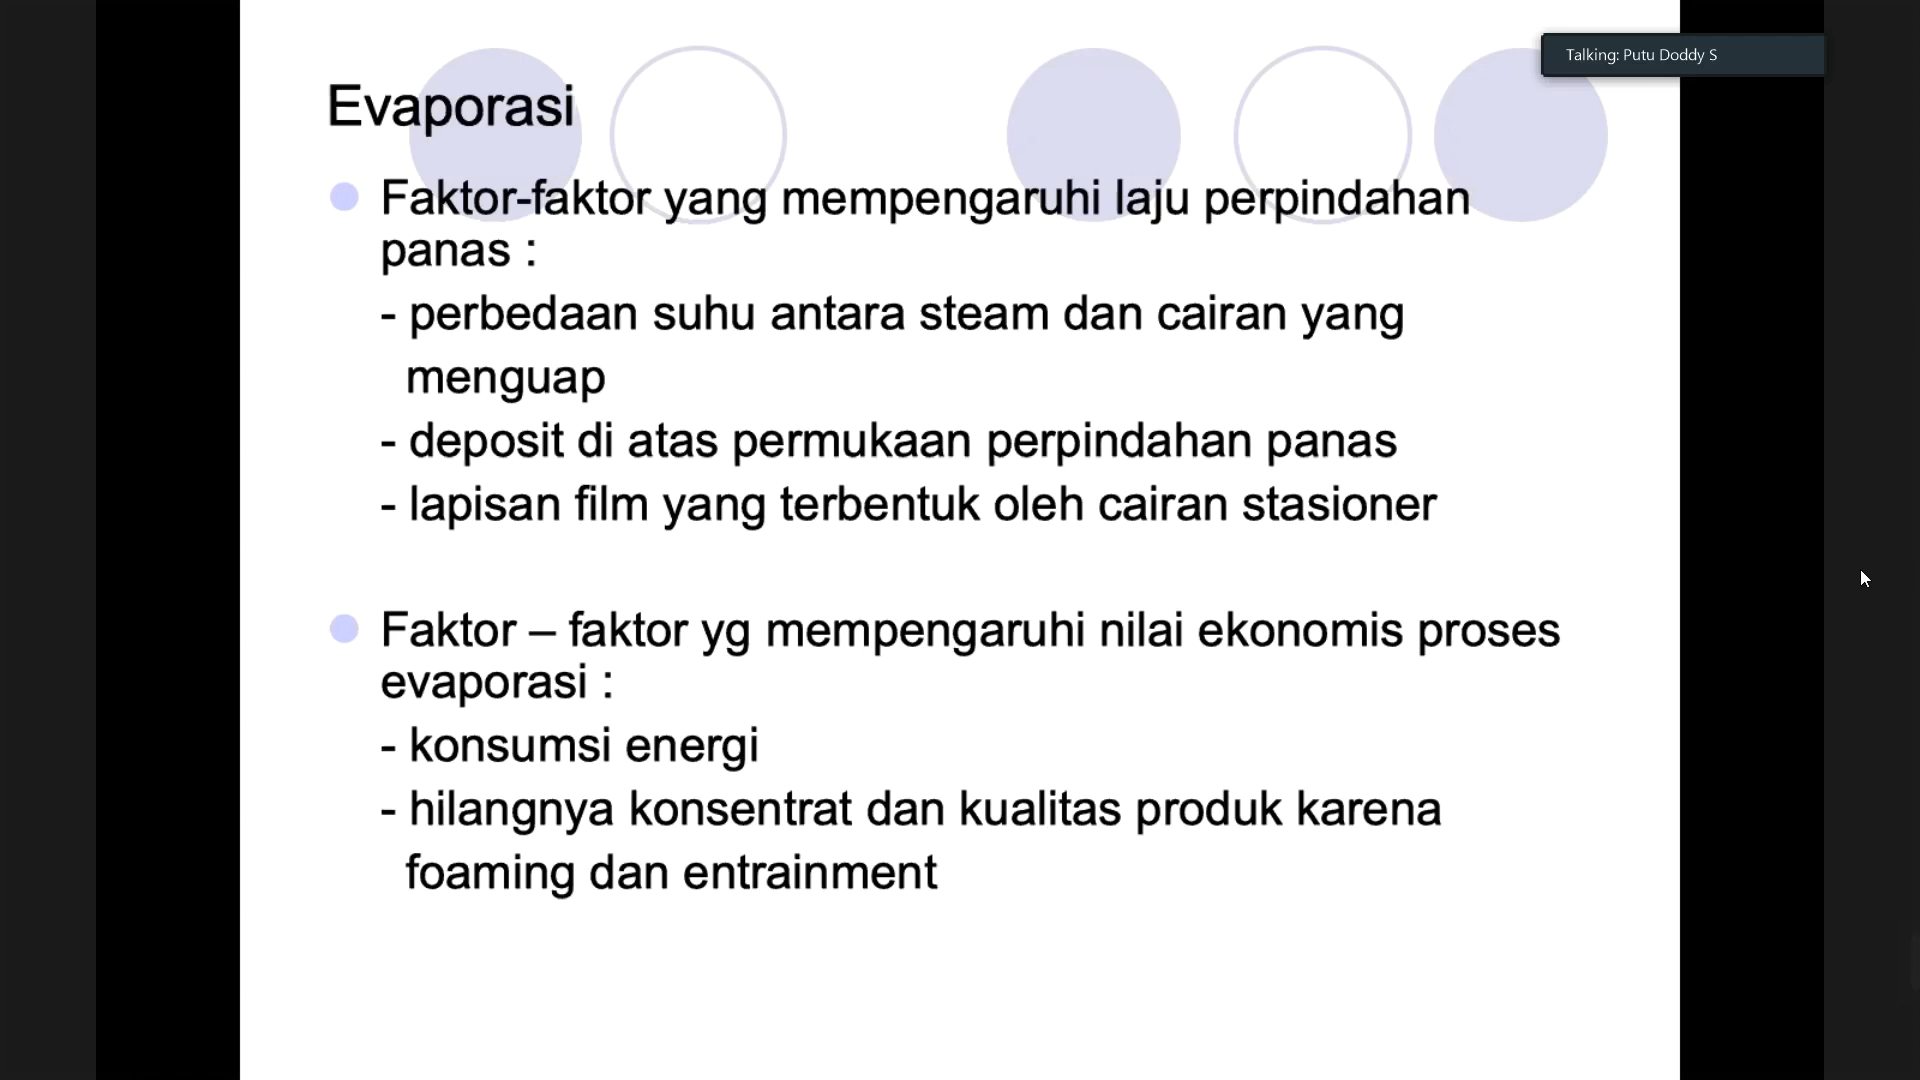 Talking: Putu Doddy S
Evaporasi
Faktor-faktor yang mempengaruhi laju perpindahan
panas :
- perbedaan suhu antara steam dan cairan yang
menguap
- deposit di atas permukaan perpindahan panas
- lapisan film yang terbentuk oleh cairan stasioner
Faktor – faktor yg mempengaruhi nilai ekonomis proses
evaporasi :
- konsumsi energi
- hilangnya konsentrat dan kualitas produk karena
foaming dan entrainment